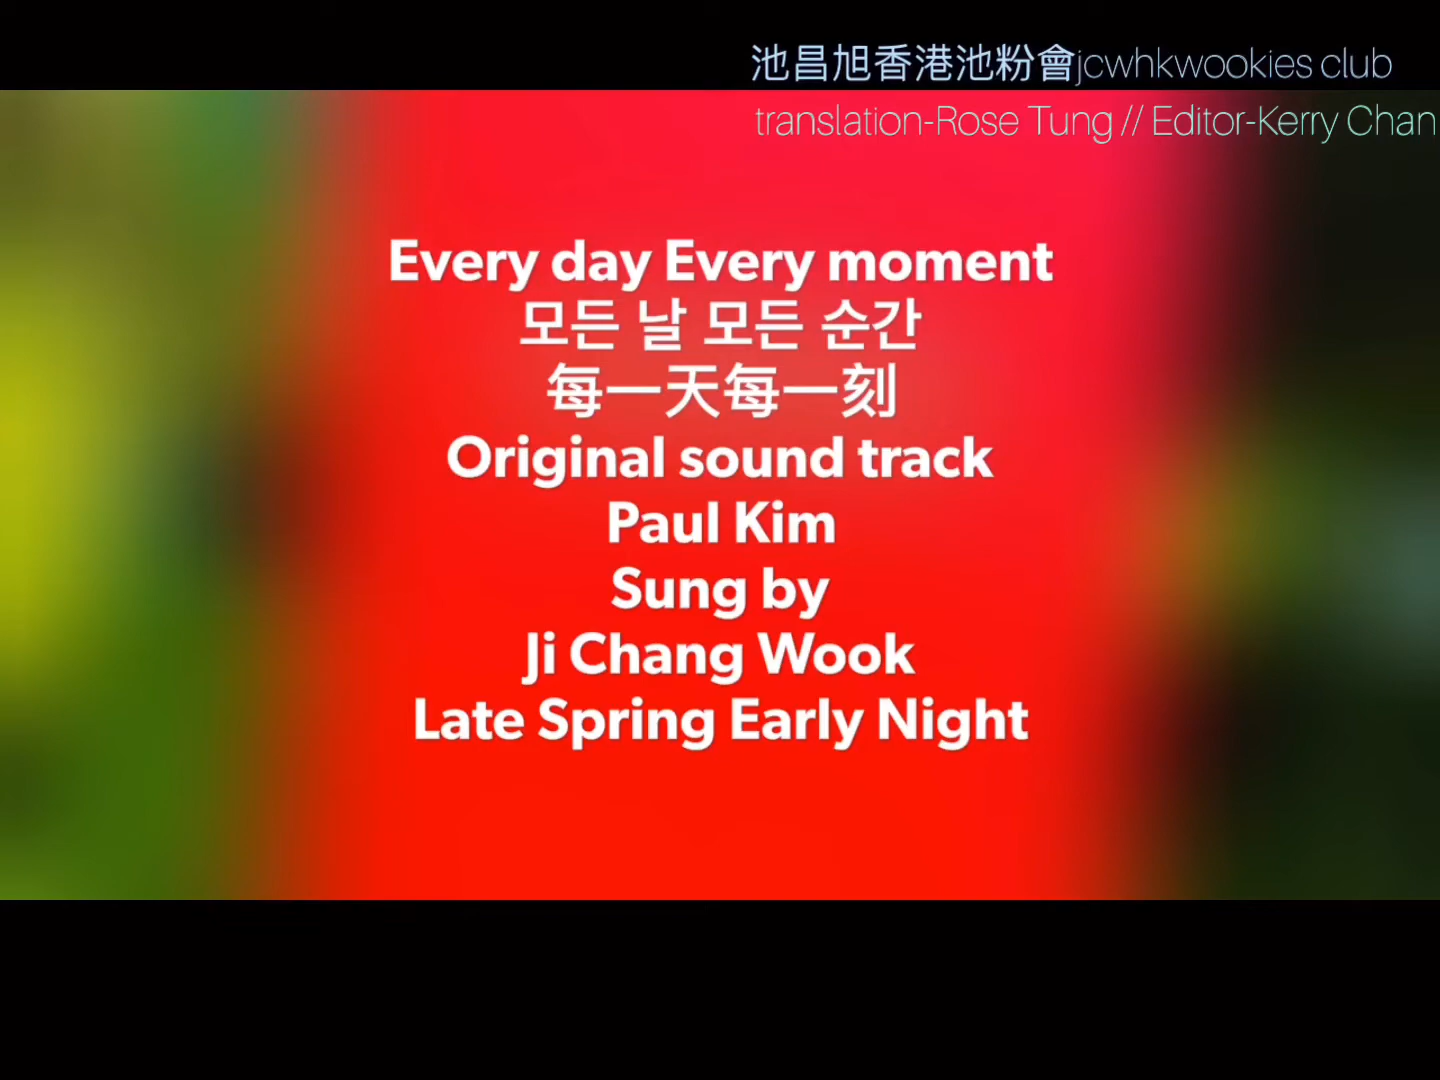 池昌旭香港池粉會jcwhkwookies club
translation-Rose Tung // Editor-Kerry Chan
Every day Every moment
모든 날 모든 순간
每一天每一刻
Original sound track
Paul Kim
Sung by
Ji Chang Wook
Late Spring Early Night